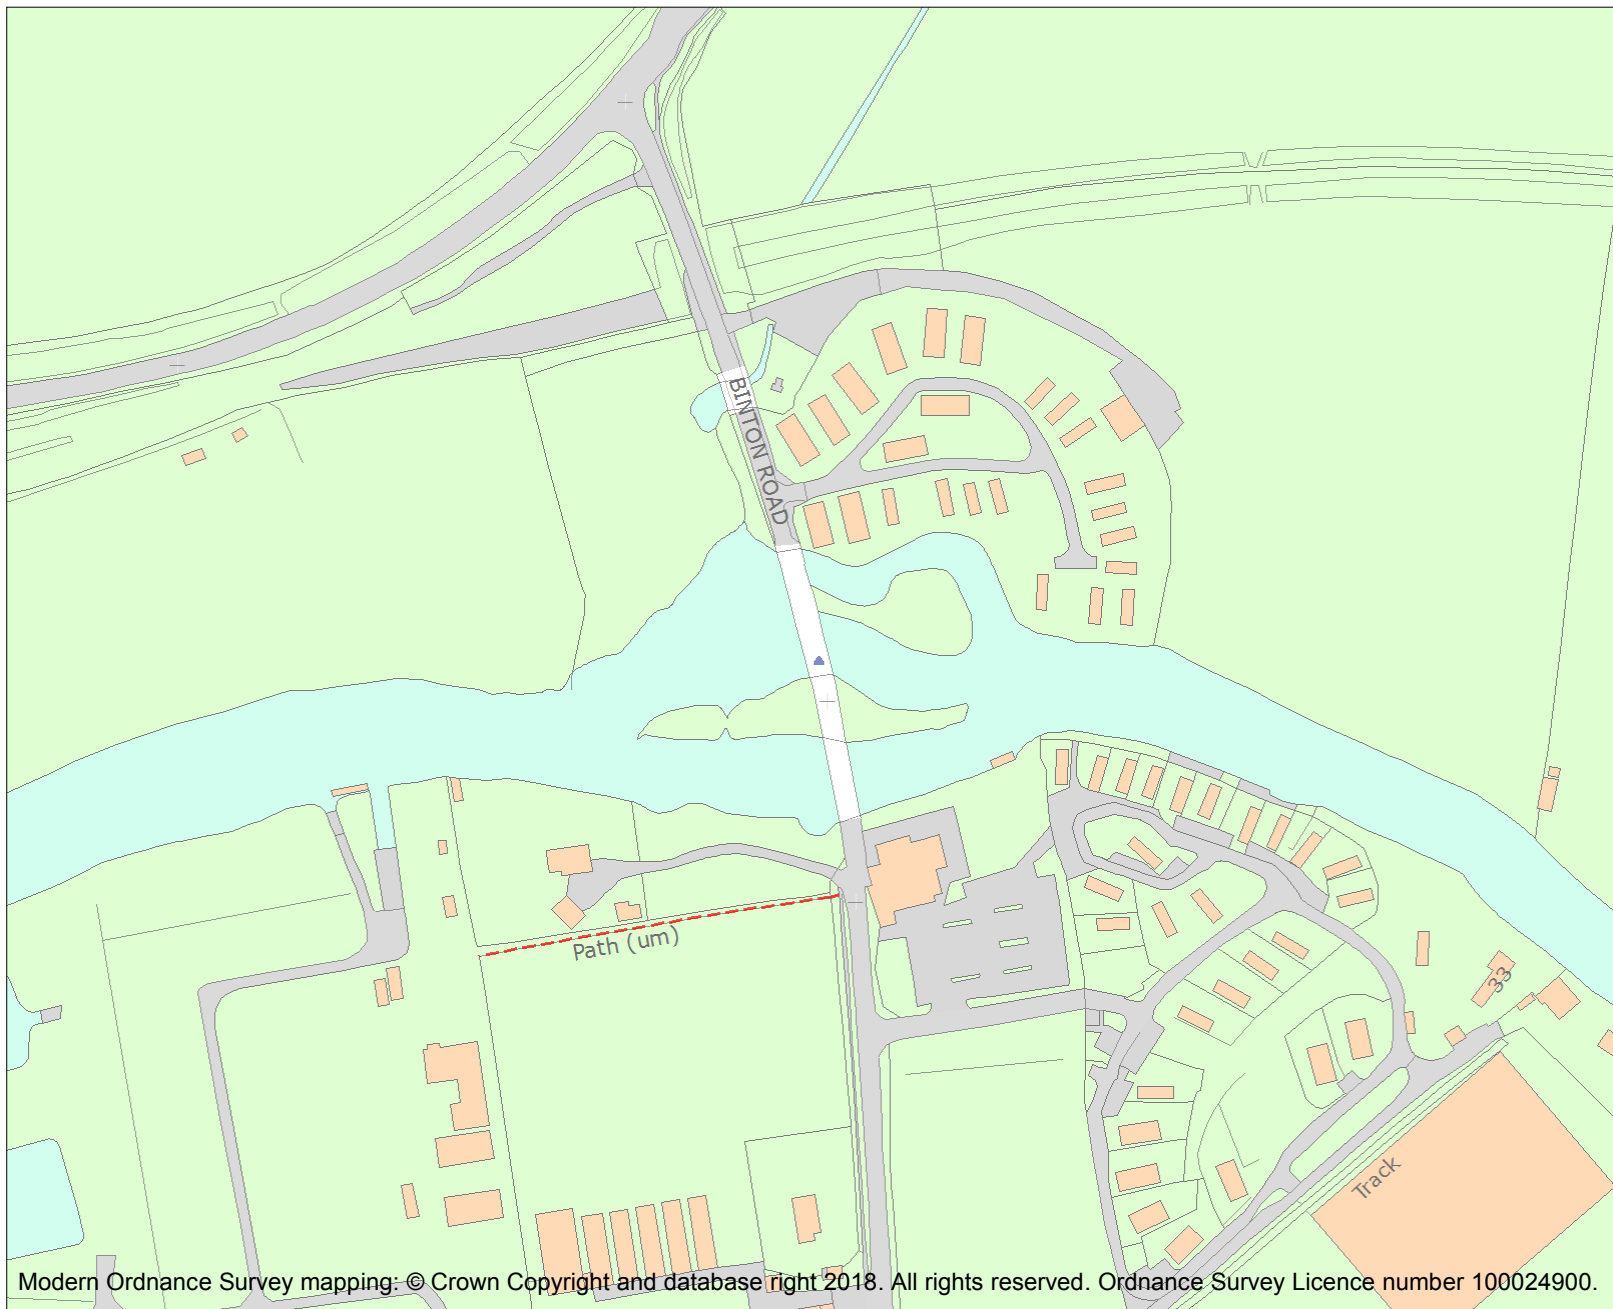 BINTON ROAD
Path (um)
33
Track
Modern Ordnance Survey mapping: © Crown Copyright and database right 2018. All rights reserved. Ordnance Survey Licence number 100024900.